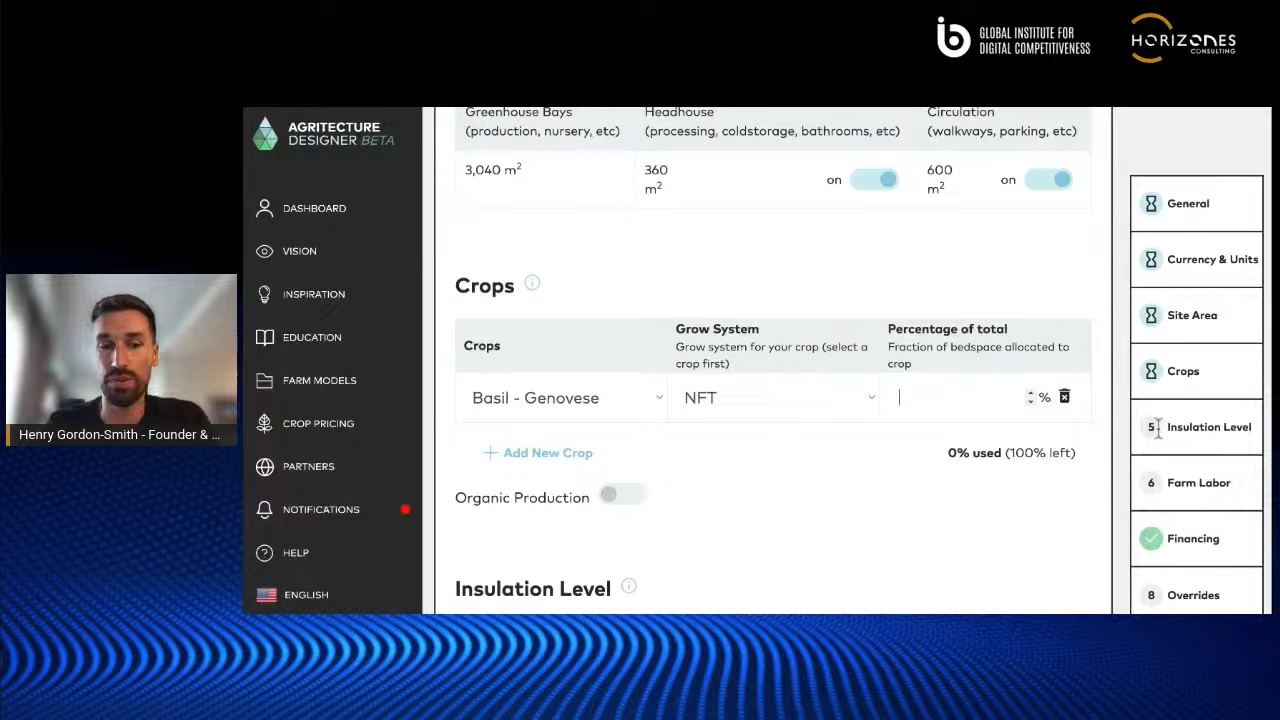 ib
GLOBAL INSTITUTE FOR
DIGITAL COMPETITIVENESS
HORIZONES
CONSULTING
AGRITECTURE
DESIGNER BETA
DASHBOARD
VISION
INSPIRATION
EDUCATION
FARM MODELS
CROP PRICING
PARTNERS
NOTIFICATIONS
HELP
ENGLISH
Greenhouse Bays
(production, nursery, etc)
Headhouse
(processing, coldstorage, bathrooms, etc)
Circulation
(walkways, parking, etc)
3,040 m²
360
m²
on
600
m²
on
Crops
Crops
Grow System
Grow system for your crop (select a
crop first)
Percentage of total
Fraction of bedspace allocated to
crop
Basil - Genovese
NFT
%
+ Add New Crop
0% used (100% left)
Organic Production
Insulation Level
General
Currency & Units
Site Area
Crops
5 Insulation Level
6 Farm Labor
Financing
8 Overrides
Henry Gordon-Smith - Founder & ...